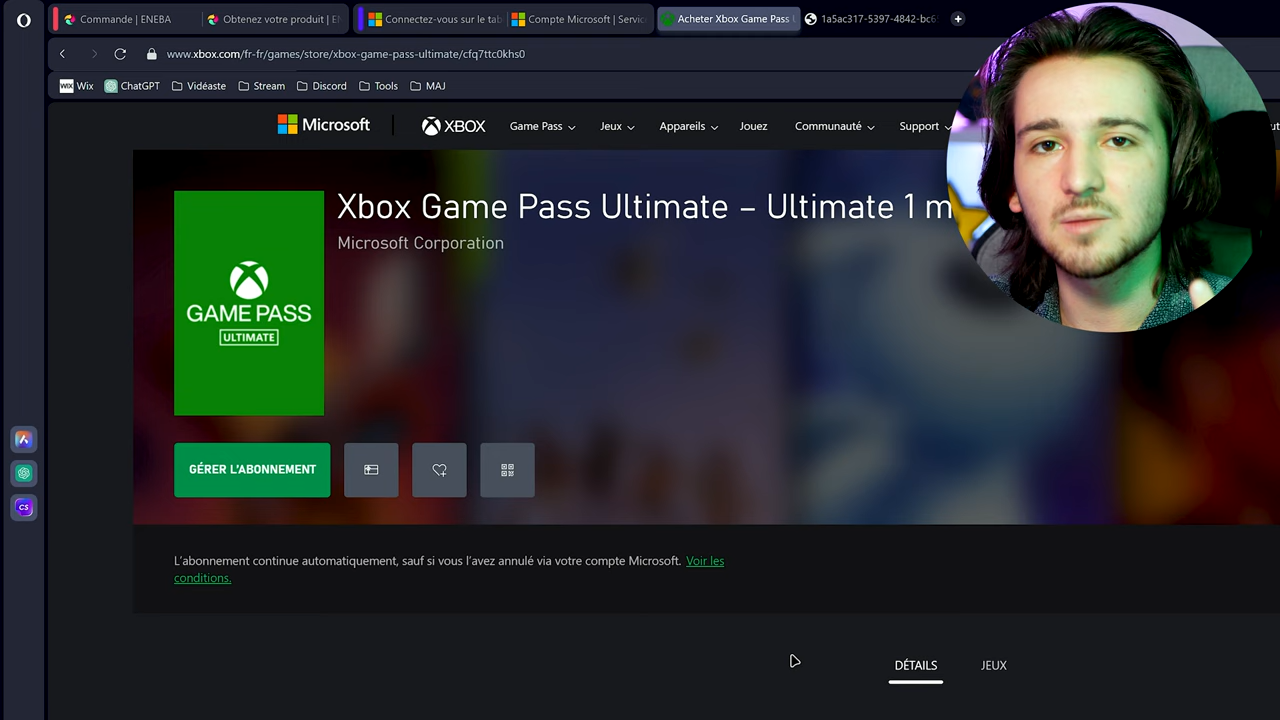 Commande | ENEBA
Obtenez votre produit | E
Connectez-vous sur le tab
Compte Microsoft | Servic
Acheter Xbox Game Pass
1a5ac317-5397-4842-bc6
www.xbox.com/fr-fr/games/store/xbox-game-pass-ultimate/cfq7ttc0khs0
WiX Wix
ChatGPT
Vidéaste
Stream
Discord
Tools
MAJ
Microsoft
XBOX
Game Pass
Jeux
Appareils
Jouez
Communauté
Support
Xbox Game Pass Ultimate – Ultimate 1 m
Microsoft Corporation
GAME PASS
ULTIMATE
GÉRER L'ABONNEMENT
CS
L'abonnement continue automatiquement, sauf si vous l'avez annulé via votre compte Microsoft. Voir les
conditions.
DÉTAILS
JEUX